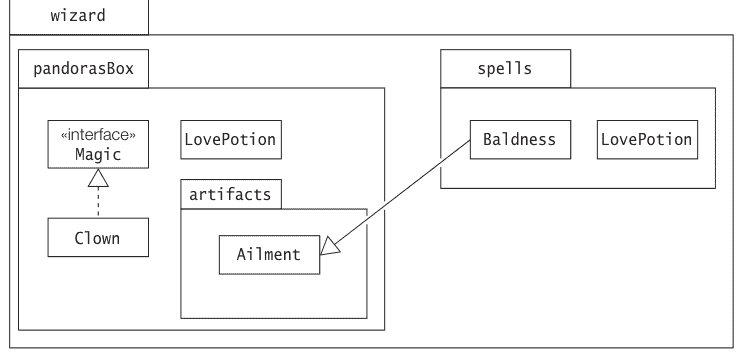 wizard
pandorasBox
spells
«interface»
Magic
LovePotion
Baldness
LovePotion
artifacts
Clown
Ailment